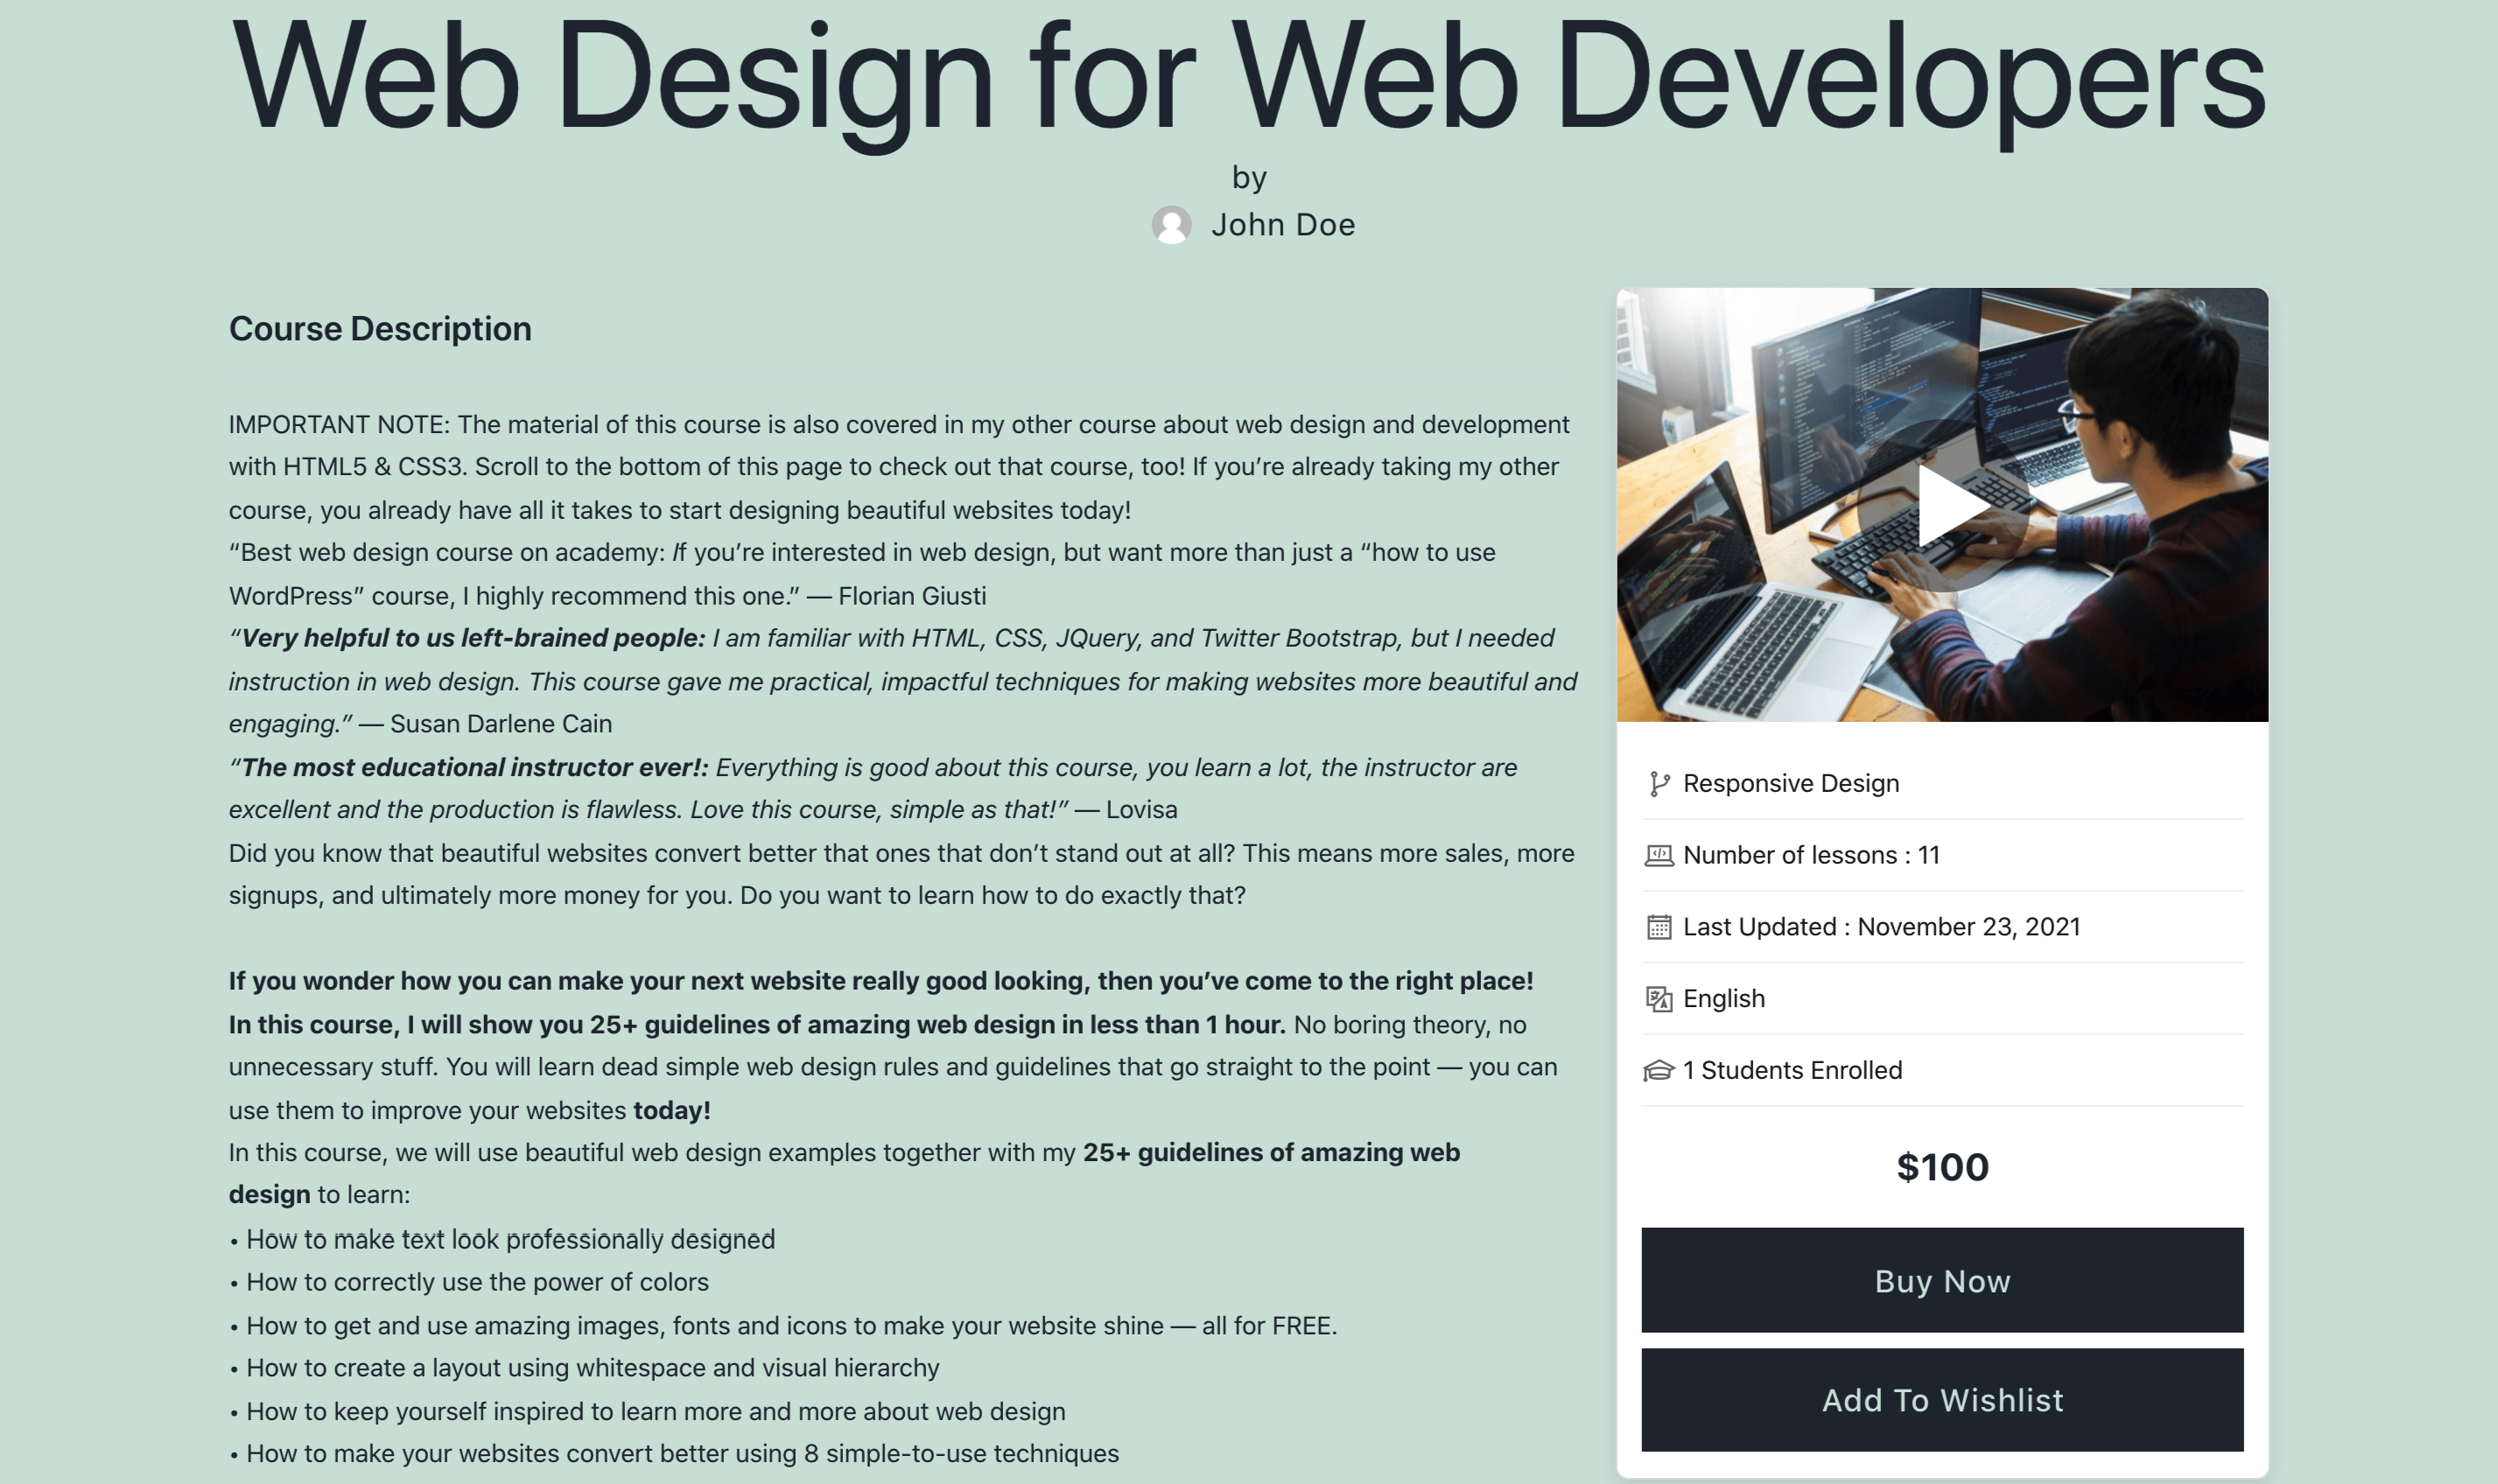 Web Design for Web Developers
by
John Doe
Course Description
IMPORTANT NOTE: The material of this course is also covered in my other course about web design and development
with HTML5 & CSS3. Scroll to the bottom of this page to check out that course, too! If you’re already taking my other
course, you already have all it takes to start designing beautiful websites today!
“Best web design course on academy: If you’re interested in web design, but want more than just a “how to use
WordPress” course, I highly recommend this one.” — Florian Giusti
“Very helpful to us left-brained people: I am familiar with HTML, CSS, JQuery, and Twitter Bootstrap, but I needed
instruction in web design. This course gave me practical, impactful techniques for making websites more beautiful and
engaging.” — Susan Darlene Cain
“The most educational instructor ever!: Everything is good about this course, you learn a lot, the instructor are
excellent and the production is flawless. Love this course, simple as that!” — Lovisa
Did you know that beautiful websites convert better that ones that don’t stand out at all? This means more sales, more
signups, and ultimately more money for you. Do you want to learn how to do exactly that?
If you wonder how you can make your next website really good looking, then you’ve come to the right place!
In this course, I will show you 25+ guidelines of amazing web design in less than 1 hour. No boring theory, no
unnecessary stuff. You will learn dead simple web design rules and guidelines that go straight to the point — you can
use them to improve your websites today!
In this course, we will use beautiful web design examples together with my 25+ guidelines of amazing web
design to learn:
• How to make text look professionally designed
• How to correctly use the power of colors
• How to get and use amazing images, fonts and icons to make your website shine — all for FREE.
• How to create a layout using whitespace and visual hierarchy
• How to keep yourself inspired to learn more and more about web design
• How to make your websites convert better using 8 simple-to-use techniques
Responsive Design
Number of lessons : 11
Last Updated : November 23, 2021
English
1 Students Enrolled
$100
Buy Now
Add To Wishlist